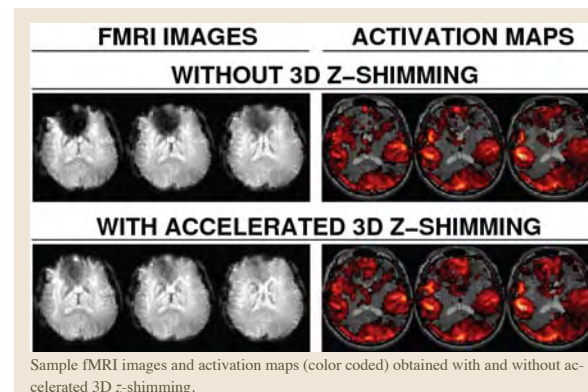 FMRI IMAGES ACTIVATION MAPS
WITHOUT 3D Z-SHIMMING
WITH ACCELERATED 3D Z-SHIMMING
Sample fMRI images and activation maps (color coded) obtained with and without ac-
celerated 3D z-shimming.